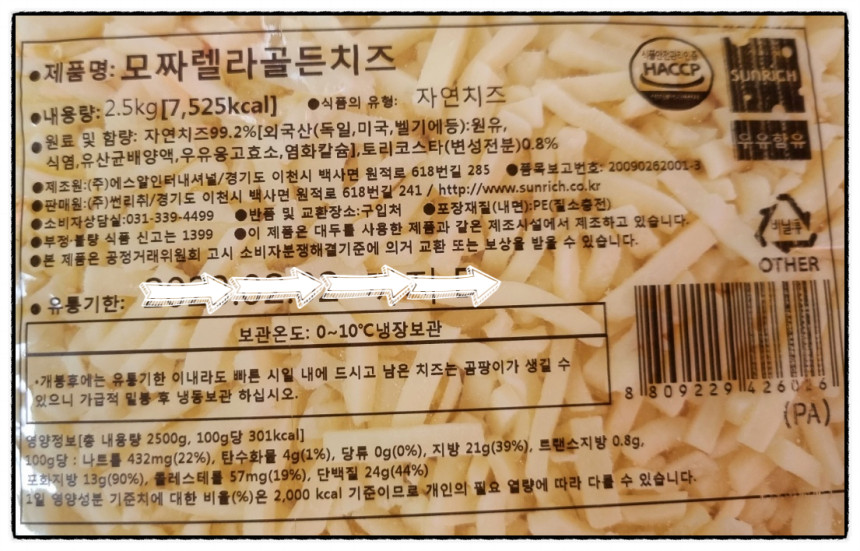 ●제품명: 모짜렐라골든치즈
●내용량: 2.5kg[7,525kcal] ●식품의 유형: 자연치즈
●원료 및 함량: 자연치즈99.2%[외국산(독일,미국,벨기에등):원유,
식염,유산균배양액,우유응고효소,염화칼슘],토리코스타(변성전분)0.8%
●제조원:(주)에스알인터내셔널/경기도 이천시 백사면 원적로 618번길 285 ●품목보고번호: 20090262001-3
●판매원:(주)썬리취/경기도 이천시 백사면 원적로 618번길 241 / http://www.sunrich.co.kr
●소비자상담실:031-339-4499 ●반품 및 교환장소:구입처 ●포장재질(내면):PE(질소충전)
●부정·불량 식품 신고는 1399 ●이 제품은 대두를 사용한 제품과 같은 제조시설에서 제조하고 있습니다.
●본 제품은 공정거래위원회 고시 소비자분쟁해결기준에 의거 교환 또는 보상을 받을 수 있습니다.
●유통기한:
보관온도: 0~10℃냉장보관
·개봉후에는 유통기한 이내라도 빠른 시일 내에 드시고 남은 치즈는 곰팡이가 생길 수
있으니 가급적 밀봉 후 냉동보관 하십시오.
영양정보[총 내용량 2500g, 100g당 301kcal]
100g당 : 나트륨 432mg(22%), 탄수화물 4g(1%), 당류 0g(0%), 지방 21g(39%), 트랜스지방 0.8g,
포화지방 13g(90%), 콜레스테롤 57mg(19%), 단백질 24g(44%)
1일 영양성분 기준치에 대한 비율(%)은 2,000 kcal 기준이므로 개인의 필요 열량에 따라 다를 수 있습니다.
식품안전관리인증
HACCP
SUNRICH
우유함유
비닐류
OTHER
8 809229 426026
(PA)